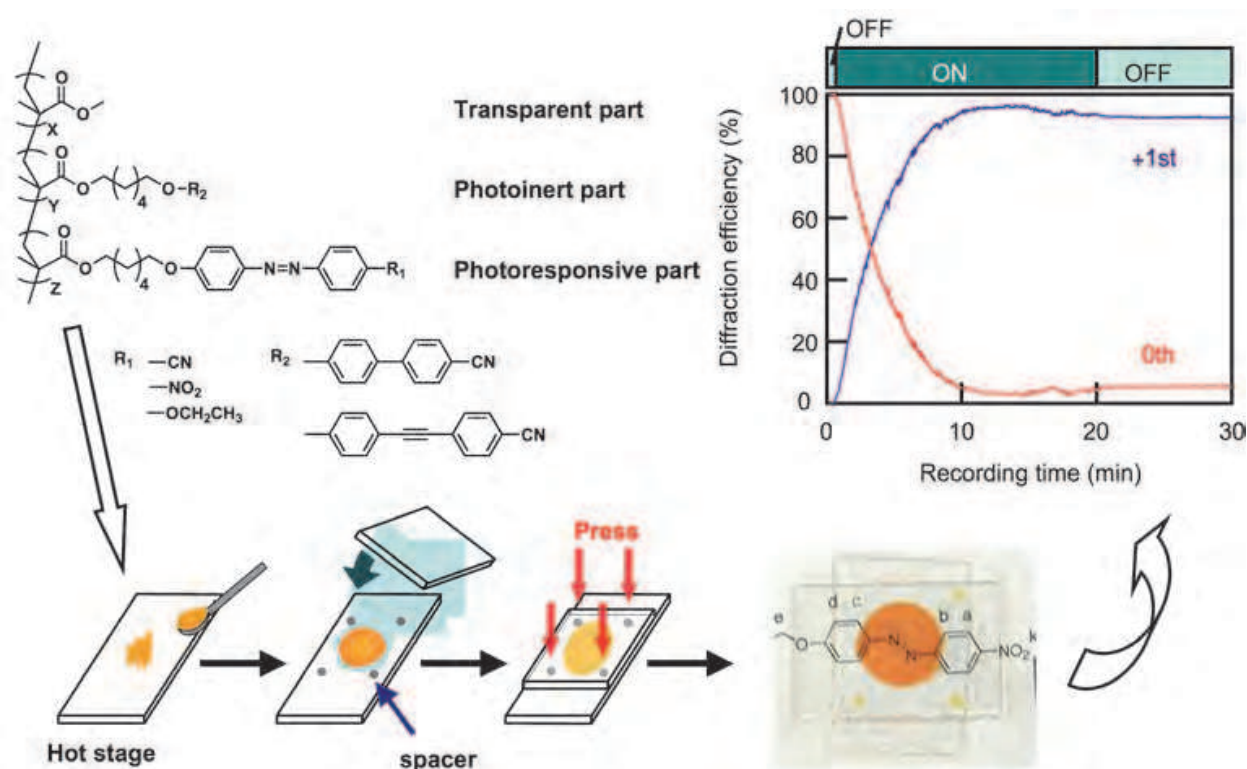 O
O
X
Transparent part
O
O
4
O–R₂
Y
Photoinert part
O
O
4
O
N=N
R₁
Z
Photoresponsive part
R₁
—CN
—NO₂
—OCH₂CH₃
R₂
CN
CN
OFF
ON
OFF
Diffraction efficiency (%)
100
80
60
40
20
0
+1st
0th
0
10
20
30
Recording time (min)
Press
Hot stage
spacer
e
d
c
b
a
k
O
N
N
NO₂